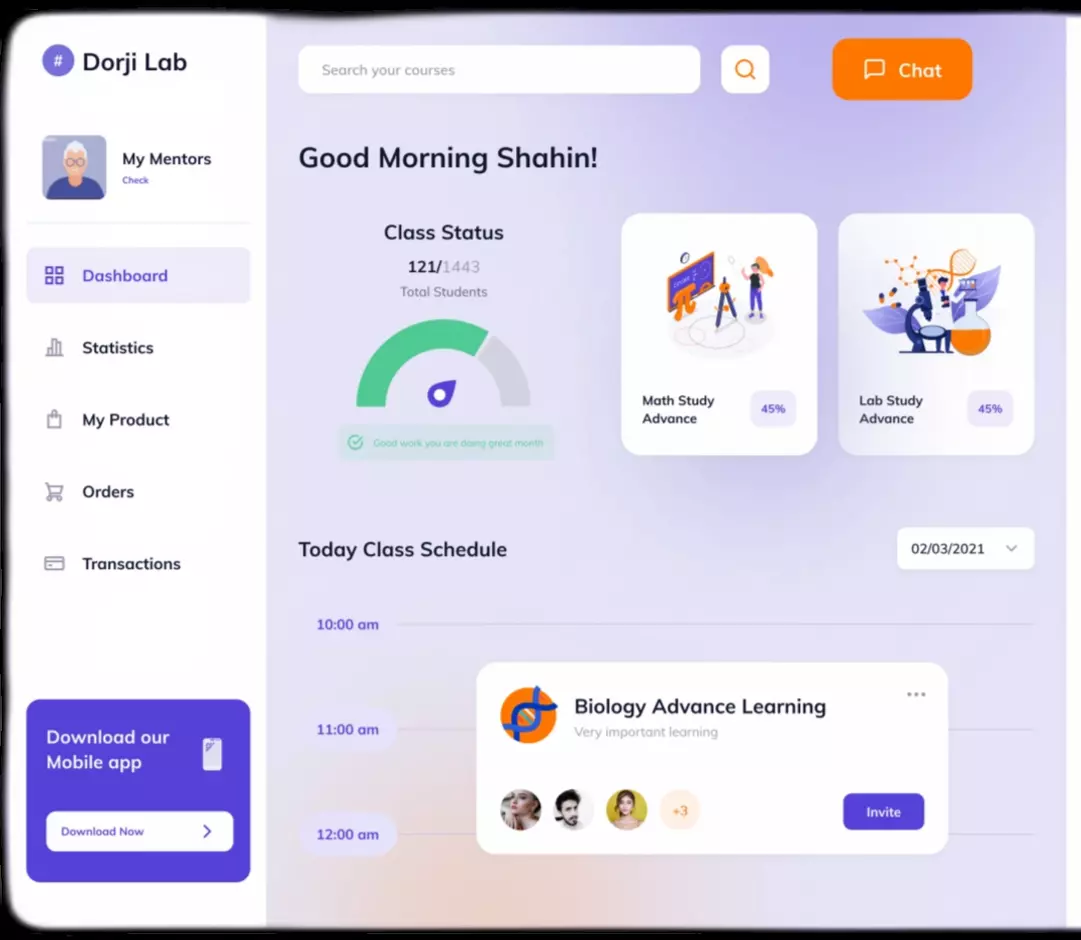 # Dorji Lab
Search your courses
Chat
My Mentors
Check
Good Morning Shahin!
Dashboard
Statistics
My Product
Orders
Transactions
Class Status
121/1443
Total Students
Good work you are doing great month
Math Study
Advance
45%
Lab Study
Advance
45%
Today Class Schedule
02/03/2021
10:00 am
11:00 am
12:00 am
Biology Advance Learning
Very important learning
+3
Invite
Download our
Mobile app
Download Now